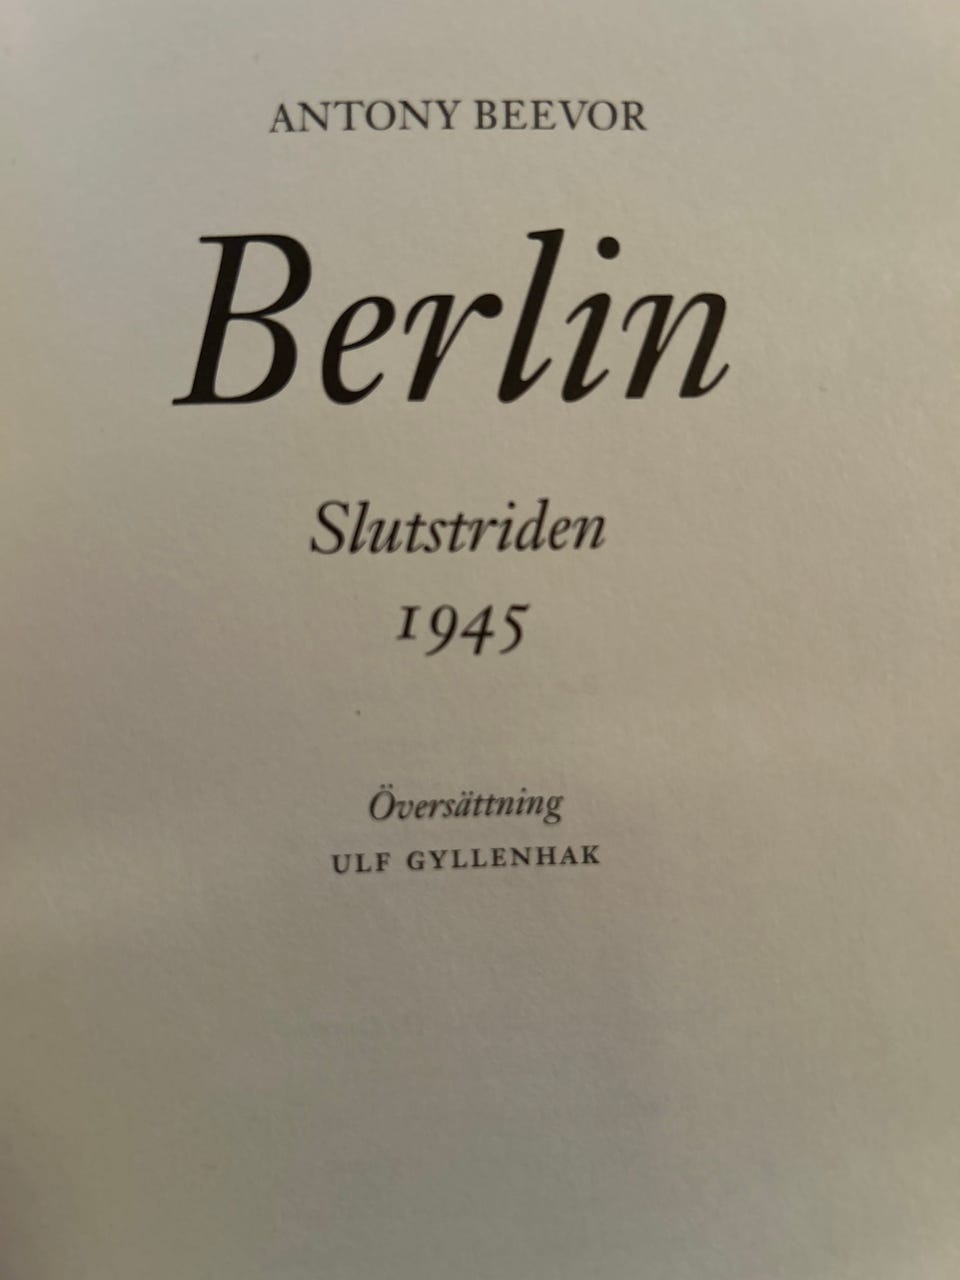 ANTONY BEEVOR
Berlin
Slutstriden
1945
Översättning
ULF GYLLENHAK